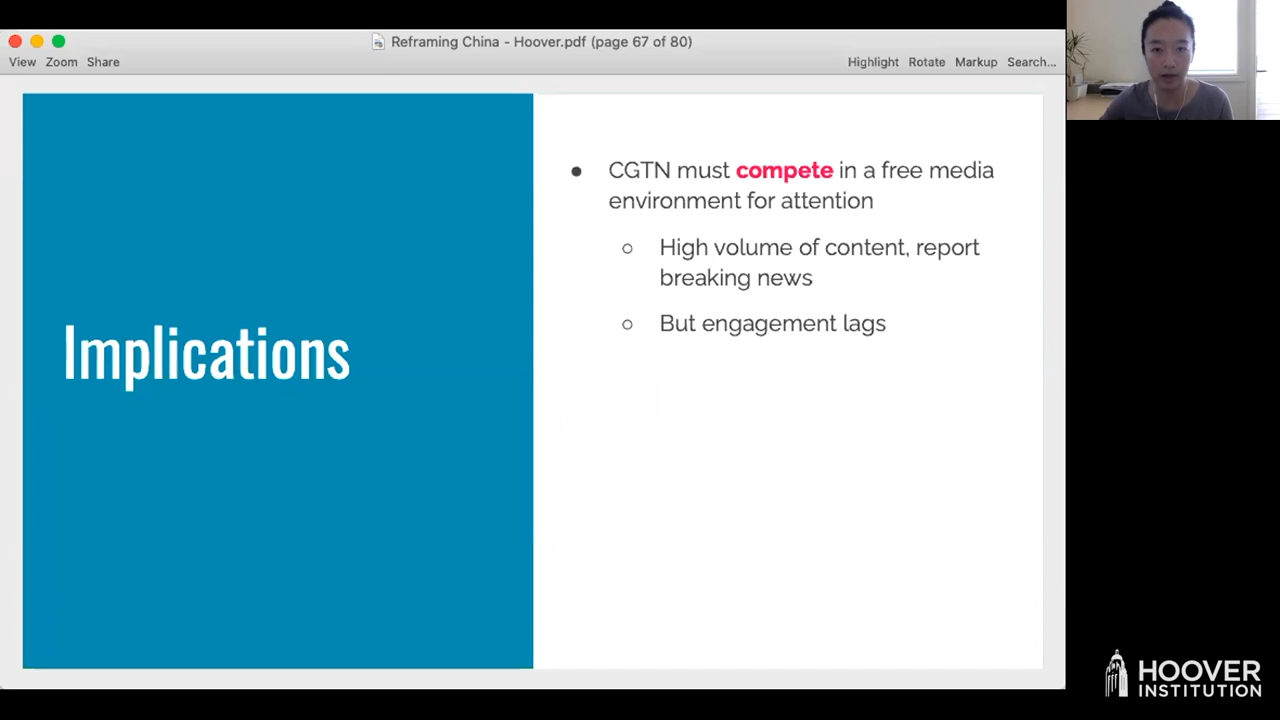 Reframing China - Hoover.pdf (page 67 of 80)
View Zoom Share
Highlight Rotate Markup Search...
Implications
● CGTN must compete in a free media
environment for attention
○ High volume of content, report
breaking news
○ But engagement lags
HOOVER
INSTITUTION